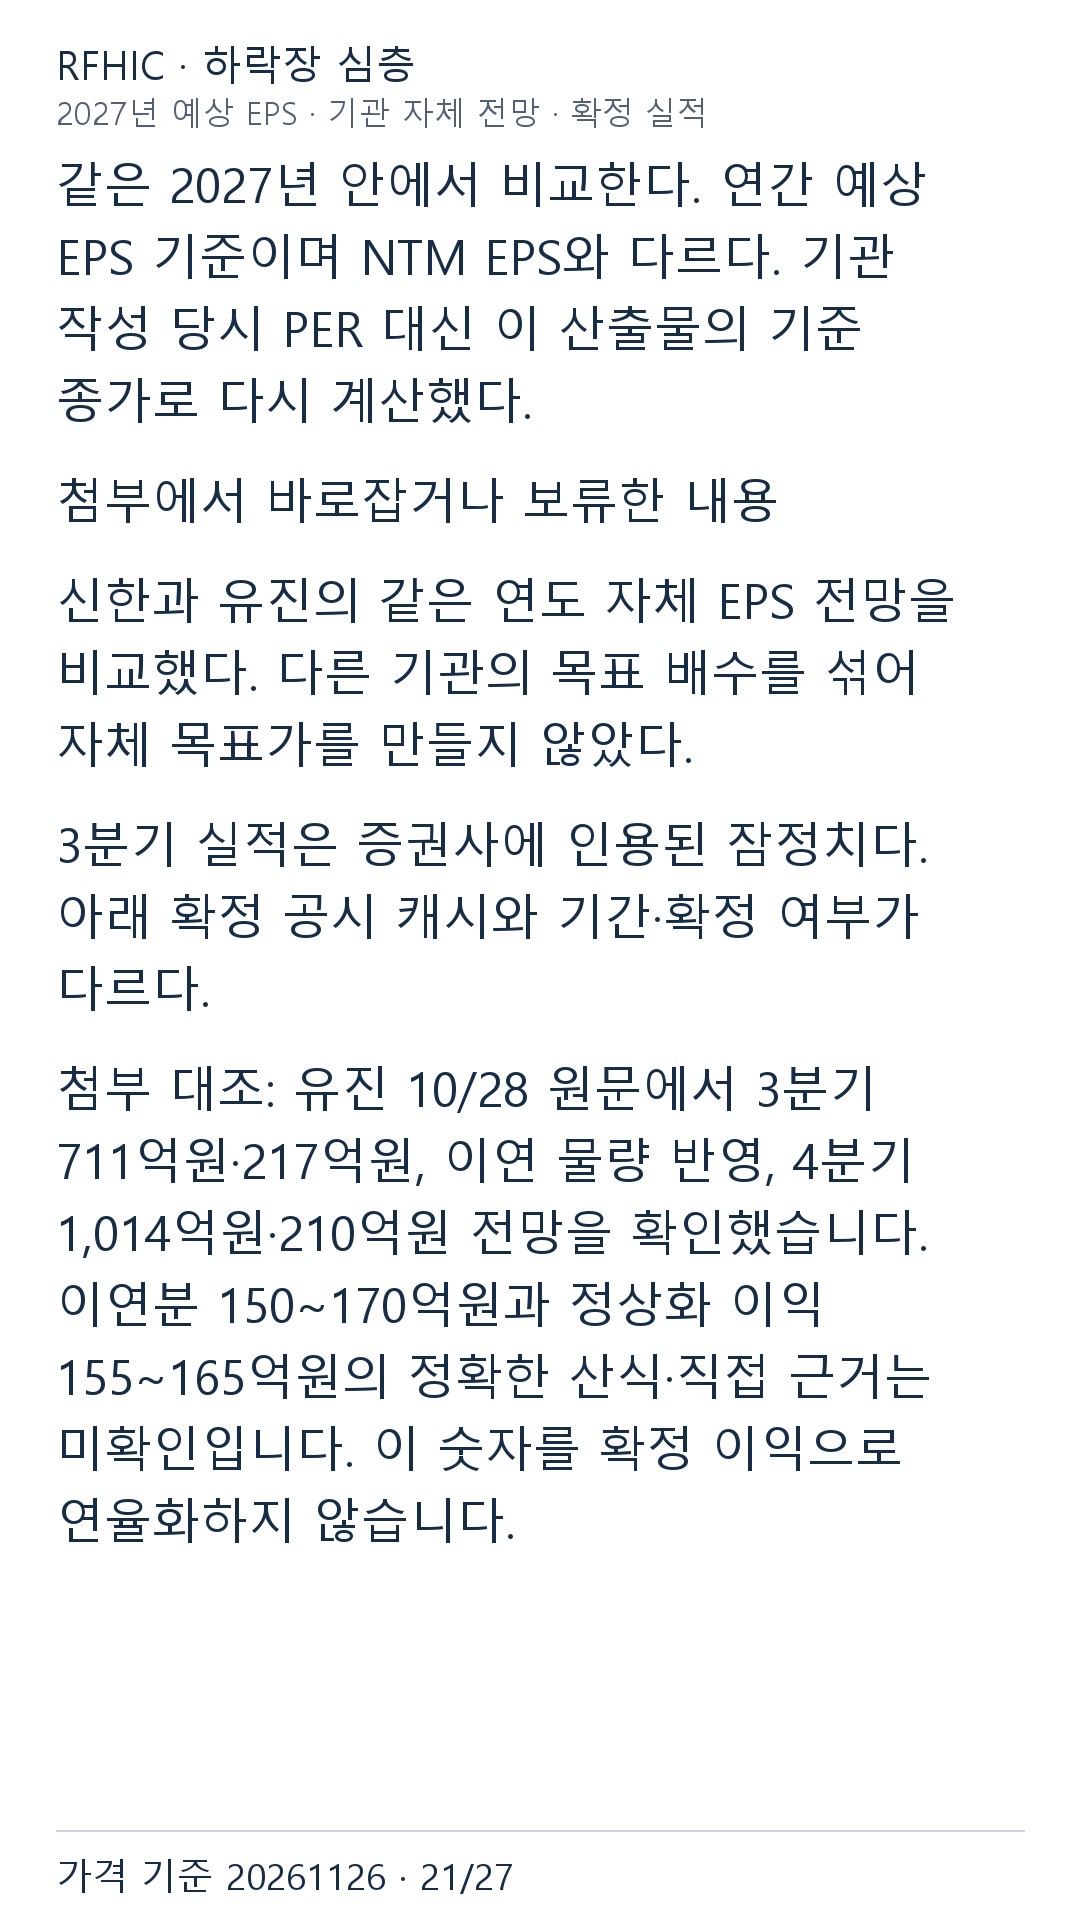 RFHIC · 하락장 심층
2027년 예상 EPS · 기관 자체 전망 · 확정 실적
같은 2027년 안에서 비교한다. 연간 예상
EPS 기준이며 NTM EPS와 다르다. 기관
작성 당시 PER 대신 이 산출물의 기준
종가로 다시 계산했다.
첨부에서 바로잡거나 보류한 내용
신한과 유진의 같은 연도 자체 EPS 전망을
비교했다. 다른 기관의 목표 배수를 섞어
자체 목표가를 만들지 않았다.
3분기 실적은 증권사에 인용된 잠정치다.
아래 확정 공시 캐시와 기간·확정 여부가
다르다.
첨부 대조: 유진 10/28 원문에서 3분기
711억원·217억원, 이연 물량 반영, 4분기
1,014억원·210억원 전망을 확인했습니다.
이연분 150~170억원과 정상화 이익
155~165억원의 정확한 산식·직접 근거는
미확인입니다. 이 숫자를 확정 이익으로
연율화하지 않습니다.
가격 기준 20261126 · 21/27